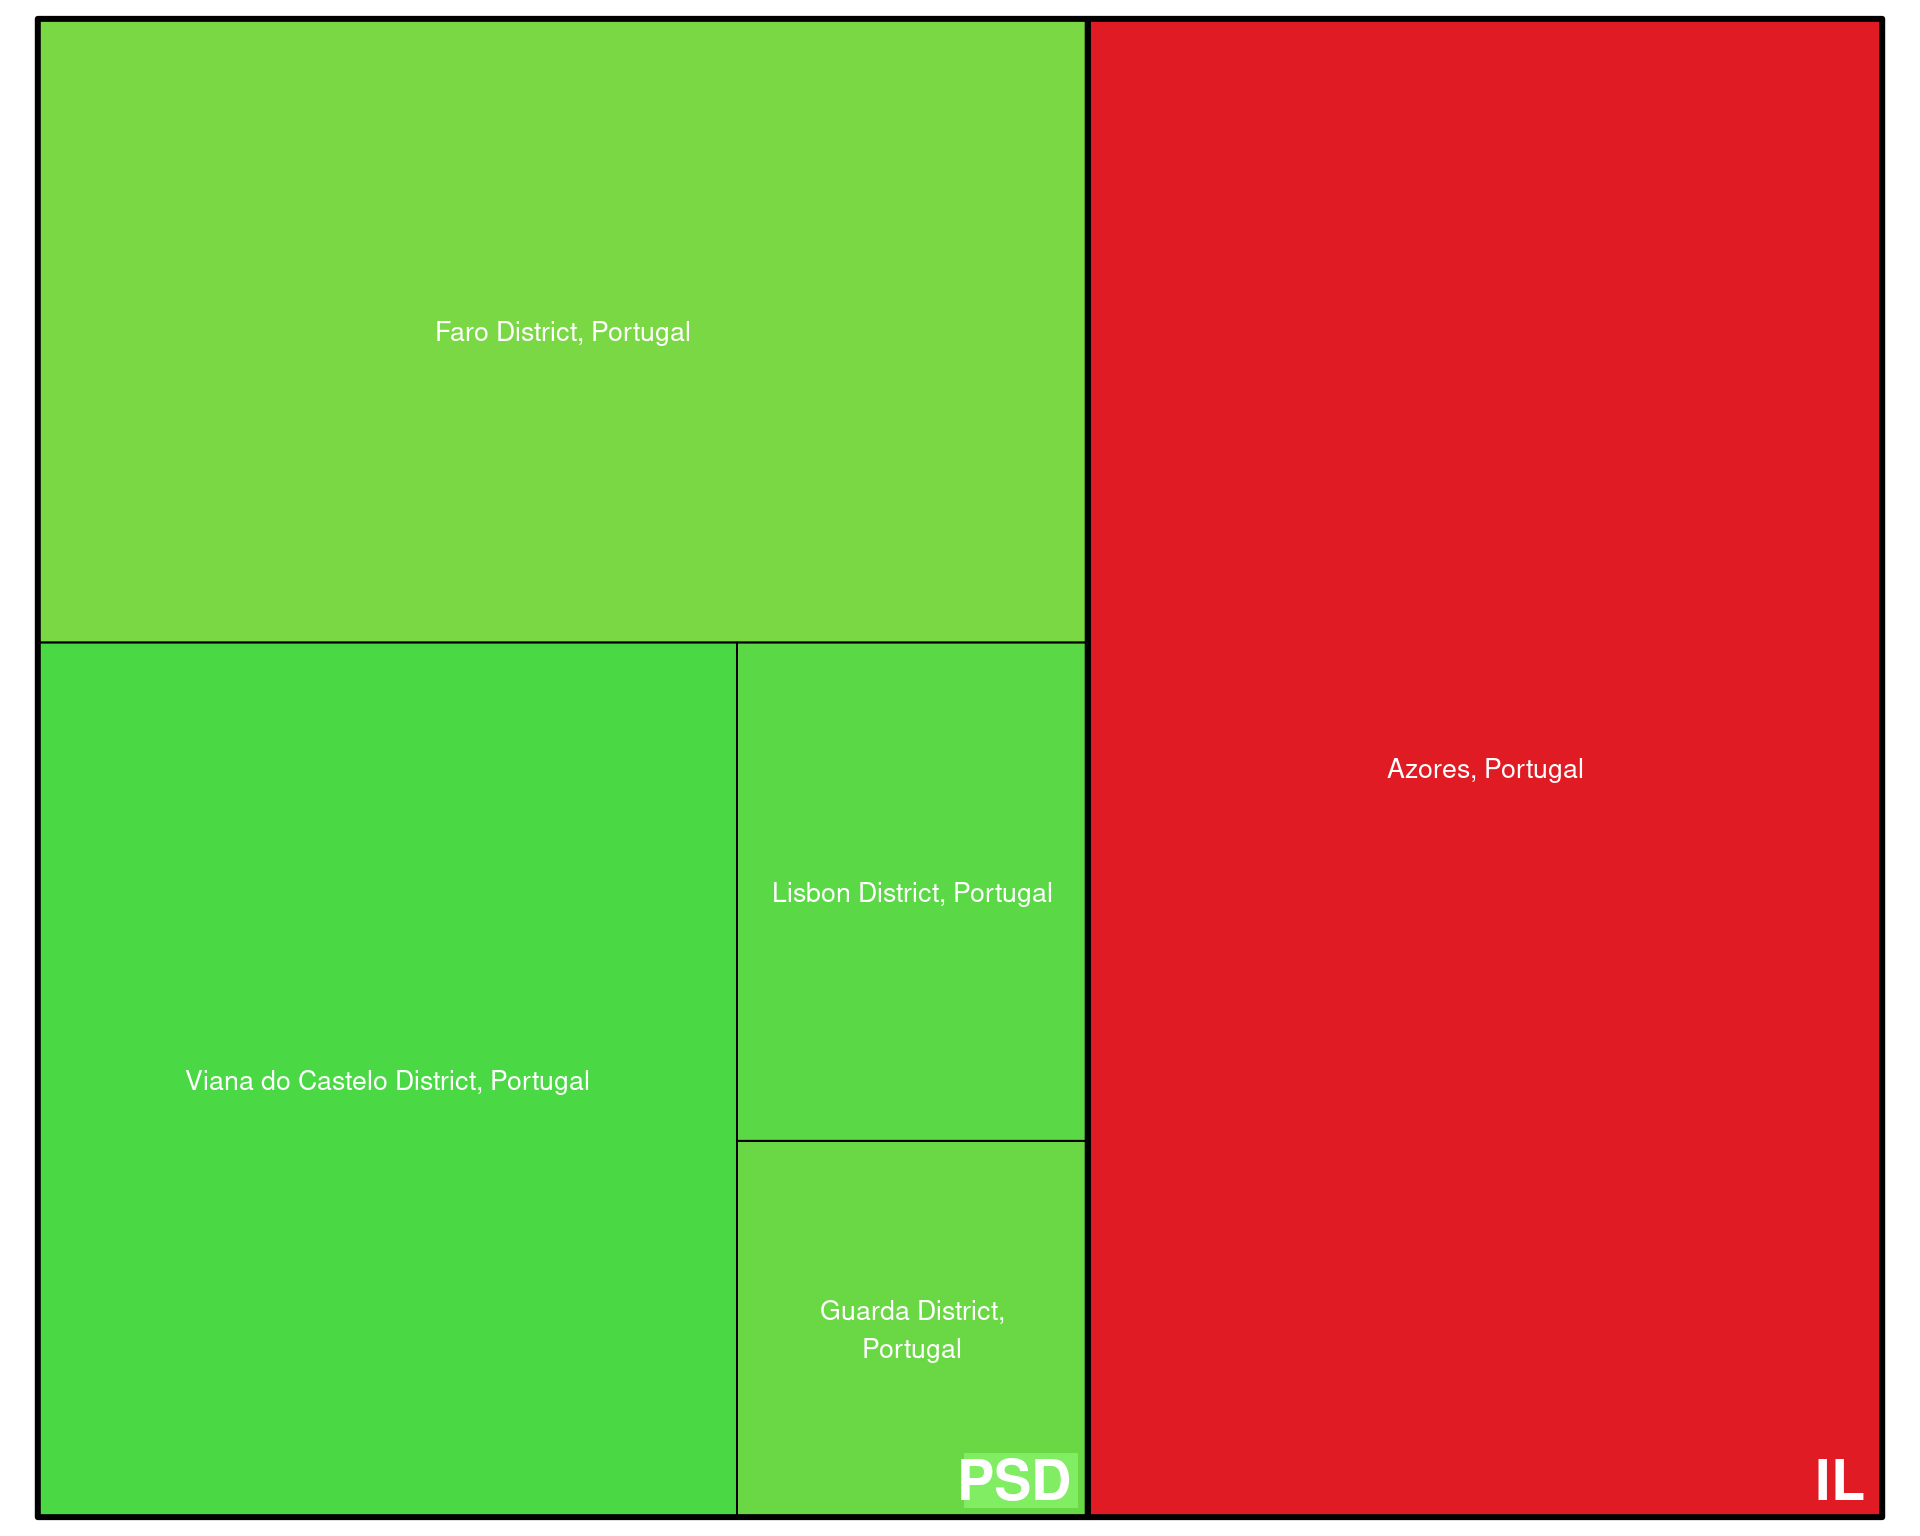 Faro District, Portugal
Azores, Portugal
Lisbon District, Portugal
Viana do Castelo District, Portugal
Guarda District,
Portugal
PSD
IL